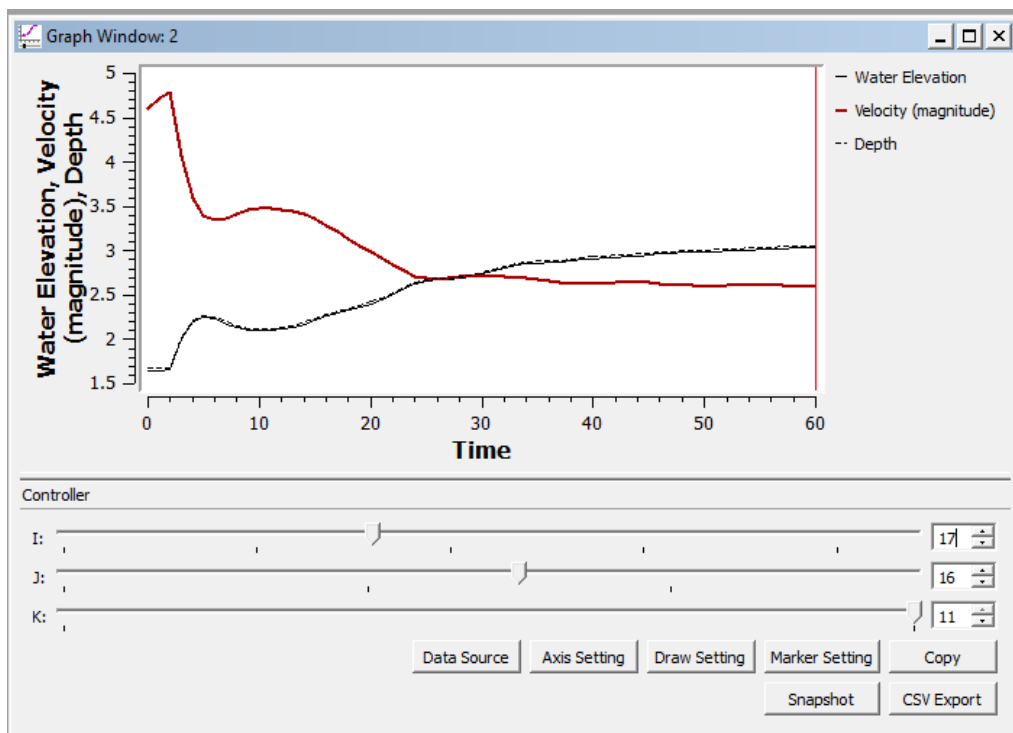 Graph Window: 2
Water Elevation, Velocity
(magnitude), Depth
5
4.5
4
3.5
3
2.5
2
1.5
0 10 20 30 40 50 60
Time
Water Elevation
Velocity (magnitude)
Depth
Controller
I: 17
J: 16
K: 11
Data Source Axis Setting Draw Setting Marker Setting Copy
Snapshot CSV Export